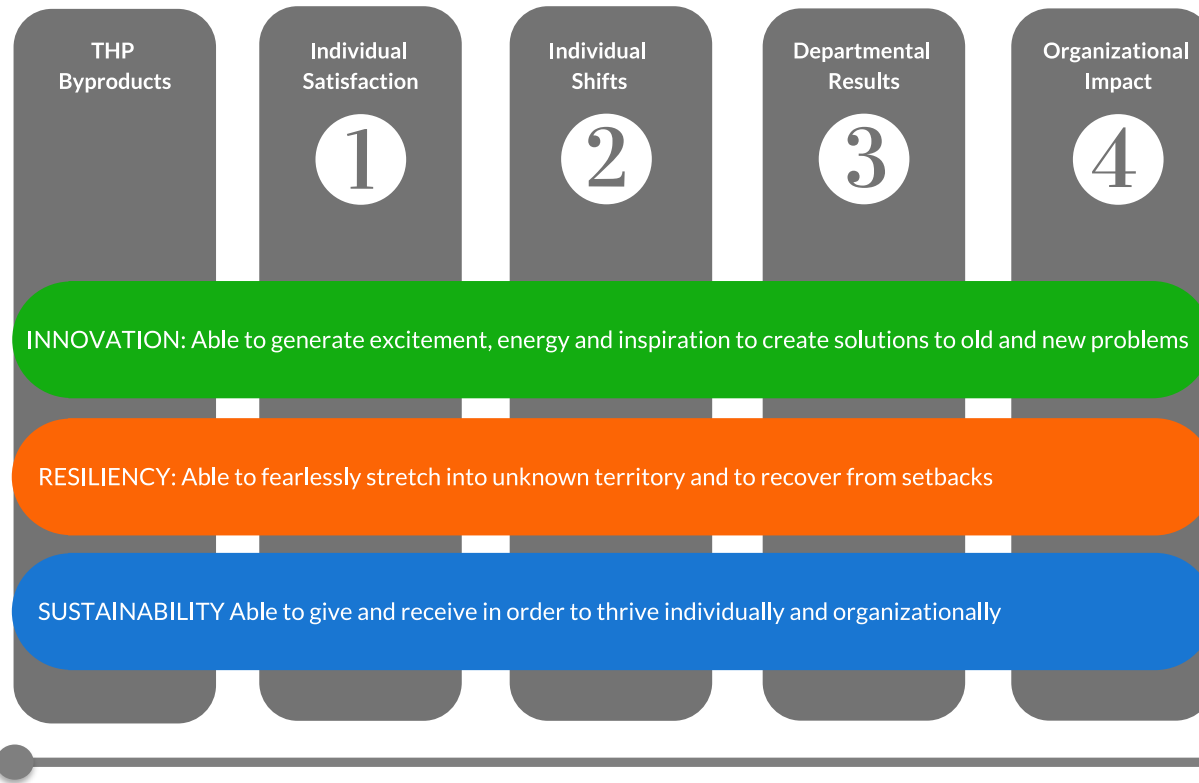 THP
Byproducts
Individual
Satisfaction
1
Individual
Shifts
2
Departmental
Results
3
Organizational
Impact
4
INNOVATION: Able to generate excitement, energy and inspiration to create solutions to old and new problems
RESILIENCY: Able to fearlessly stretch into unknown territory and to recover from setbacks
SUSTAINABILITY Able to give and receive in order to thrive individually and organizationally